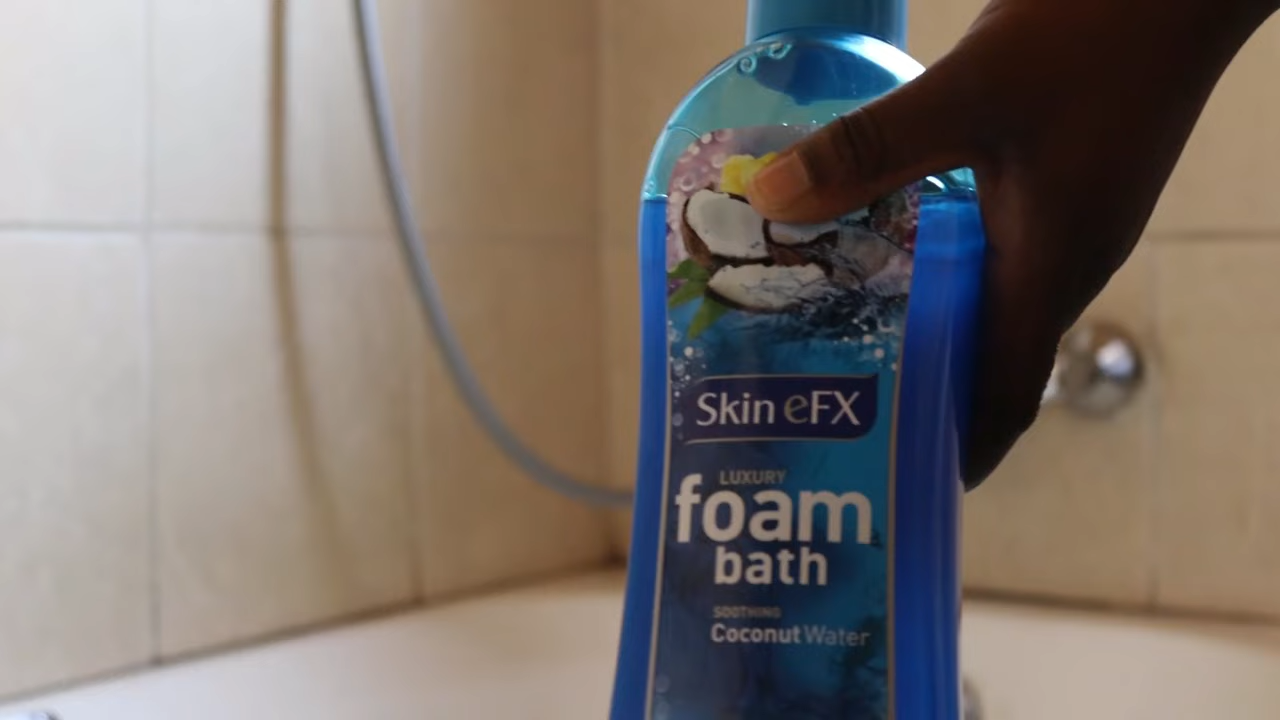 Skin eFX
LUXURY
foam
bath
SOOTHING
Coconut Water